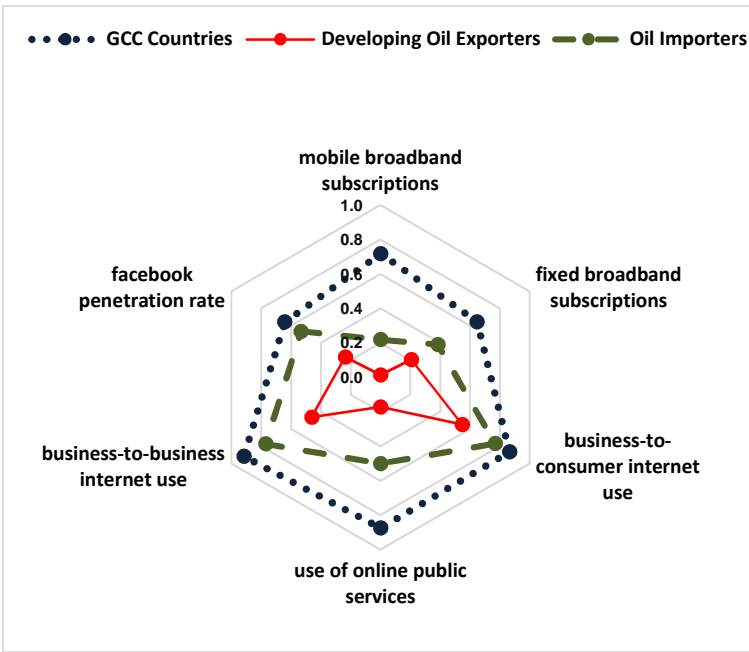 GCC Countries Developing Oil Exporters Oil Importers
mobile broadband
subscriptions
1.0
0.8
0.6
0.4
0.2
0.0
facebook
penetration rate
fixed broadband
subscriptions
business-to-business
internet use
business-to-
consumer internet
use
use of online public
services